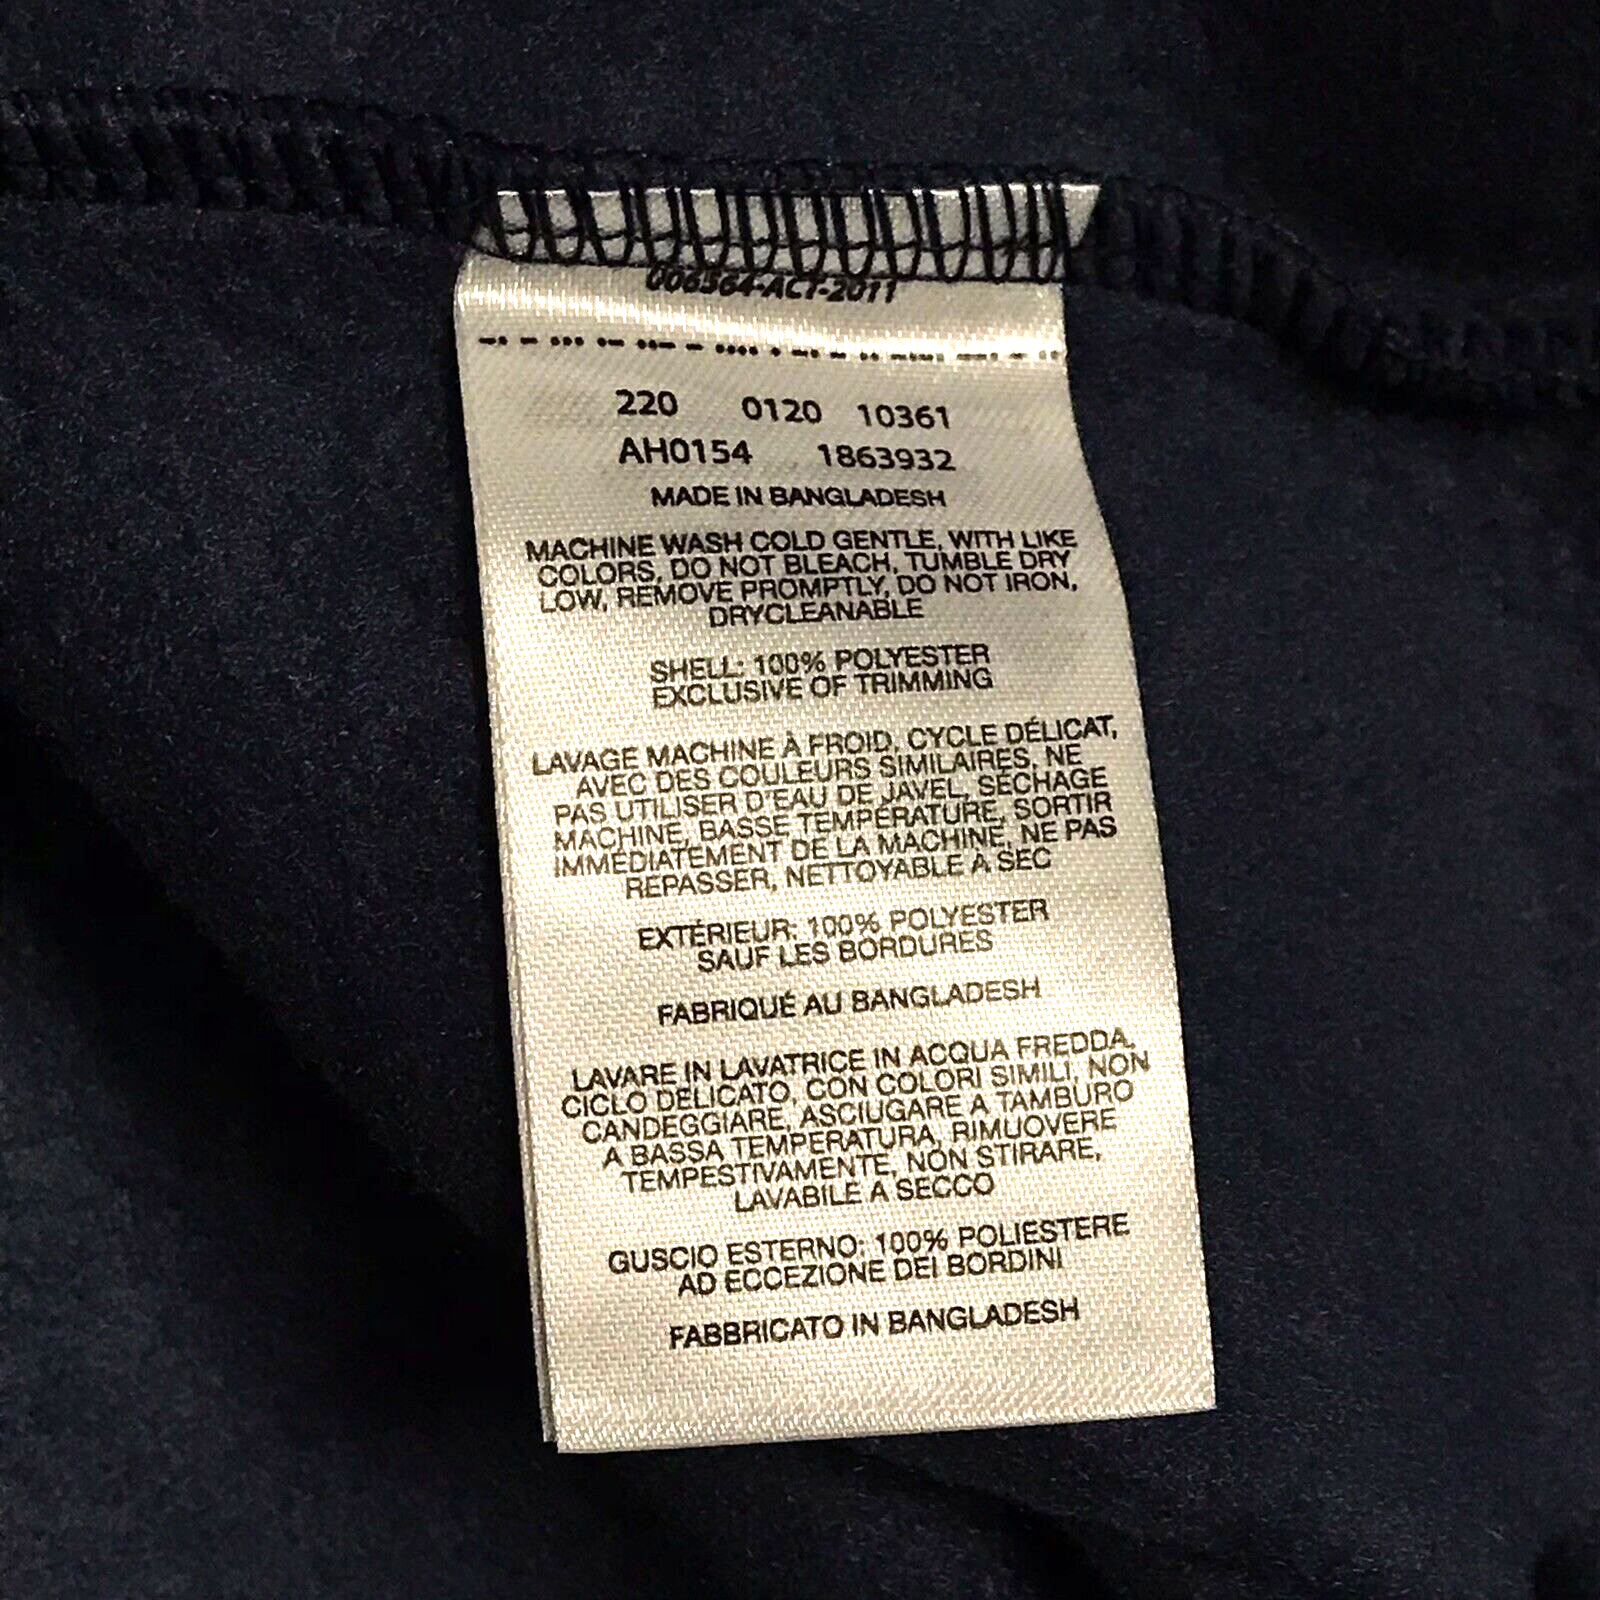 006564-ACT-2011
220 0120 10361
AH0154 1863932
MADE IN BANGLADESH
MACHINE WASH COLD GENTLE, WITH LIKE
COLORS, DO NOT BLEACH, TUMBLE DRY
LOW, REMOVE PROMPTLY, DO NOT IRON,
DRYCLEANABLE
SHELL: 100% POLYESTER
EXCLUSIVE OF TRIMMING
LAVAGE MACHINE À FROID, CYCLE DÉLICAT,
AVEC DES COULEURS SIMILAIRES, NE
PAS UTILISER D'EAU DE JAVEL, SÉCHAGE
MACHINE, BASSE TEMPÉRATURE, SORTIR
IMMÉDIATEMENT DE LA MACHINE, NE PAS
REPASSER, NETTOYABLE À SEC
EXTÉRIEUR: 100% POLYESTER
SAUF LES BORDURES
FABRIQUÉ AU BANGLADESH
LAVARE IN LAVATRICE IN ACQUA FREDDA,
CICLO DELICATO, CON COLORI SIMILI, NON
CANDEGGIARE, ASCIUGARE A TAMBURO
A BASSA TEMPERATURA, RIMUOVERE
TEMPESTIVAMENTE, NON STIRARE,
LAVABILE A SECCO
GUSCIO ESTERNO: 100% POLIESTERE
AD ECCEZIONE DEI BORDINI
FABBRICATO IN BANGLADESH